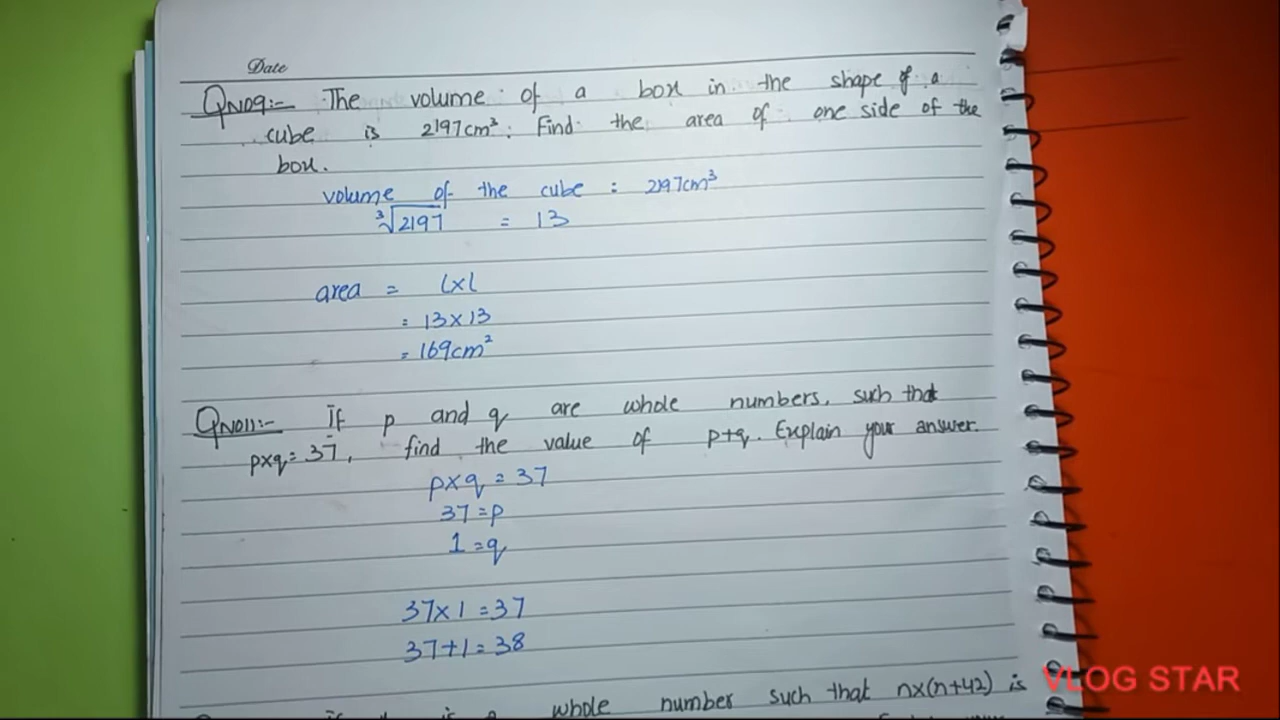 Date
QNO9:- The volume of a box in the shape of a
cube is 2197cm³. Find the area of one side of the
box.
volume of the cube : 2197cm³
∛2197 = 13
area = l×l
= 13×13
= 169cm²
QNO11:- If p and q are whole numbers, such that
p×q=37, find the value of p+q. Explain your answer.
p×q=37
37=p
1=q
37×1=37
37+1=38
whole number such that n×(n+42) is
VLOG STAR